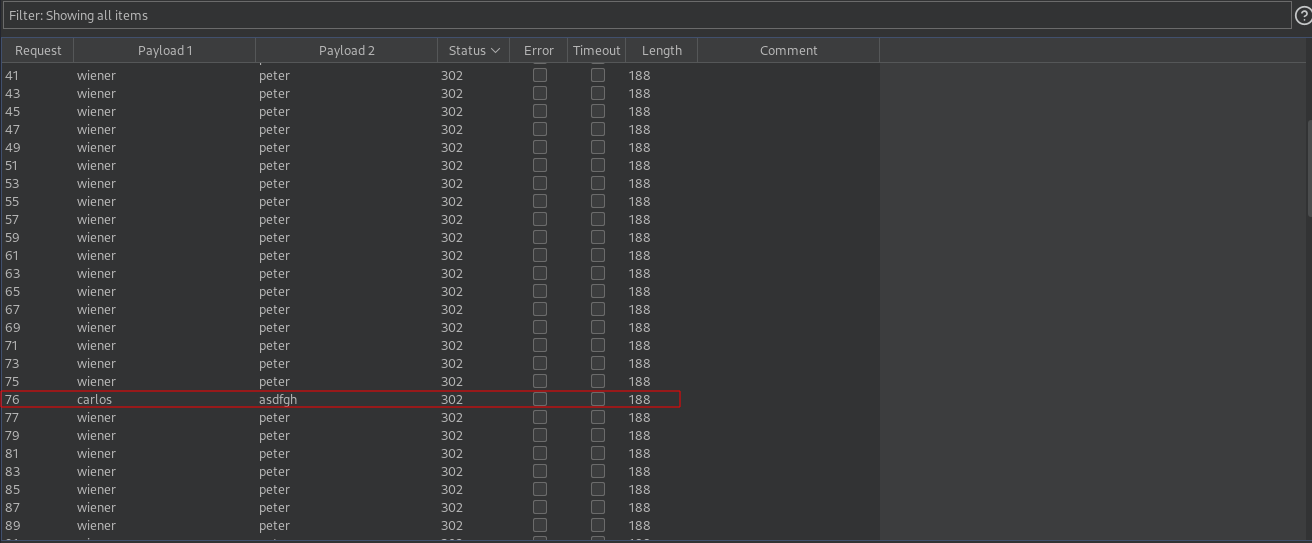 Filter: Showing all items
Request Payload 1 Payload 2 Status Error Timeout Length Comment
41 wiener peter 302 188
43 wiener peter 302 188
45 wiener peter 302 188
47 wiener peter 302 188
49 wiener peter 302 188
51 wiener peter 302 188
53 wiener peter 302 188
55 wiener peter 302 188
57 wiener peter 302 188
59 wiener peter 302 188
61 wiener peter 302 188
63 wiener peter 302 188
65 wiener peter 302 188
67 wiener peter 302 188
69 wiener peter 302 188
71 wiener peter 302 188
73 wiener peter 302 188
75 wiener peter 302 188
76 carlos asdfgh 302 188
77 wiener peter 302 188
79 wiener peter 302 188
81 wiener peter 302 188
83 wiener peter 302 188
85 wiener peter 302 188
87 wiener peter 302 188
89 wiener peter 302 188